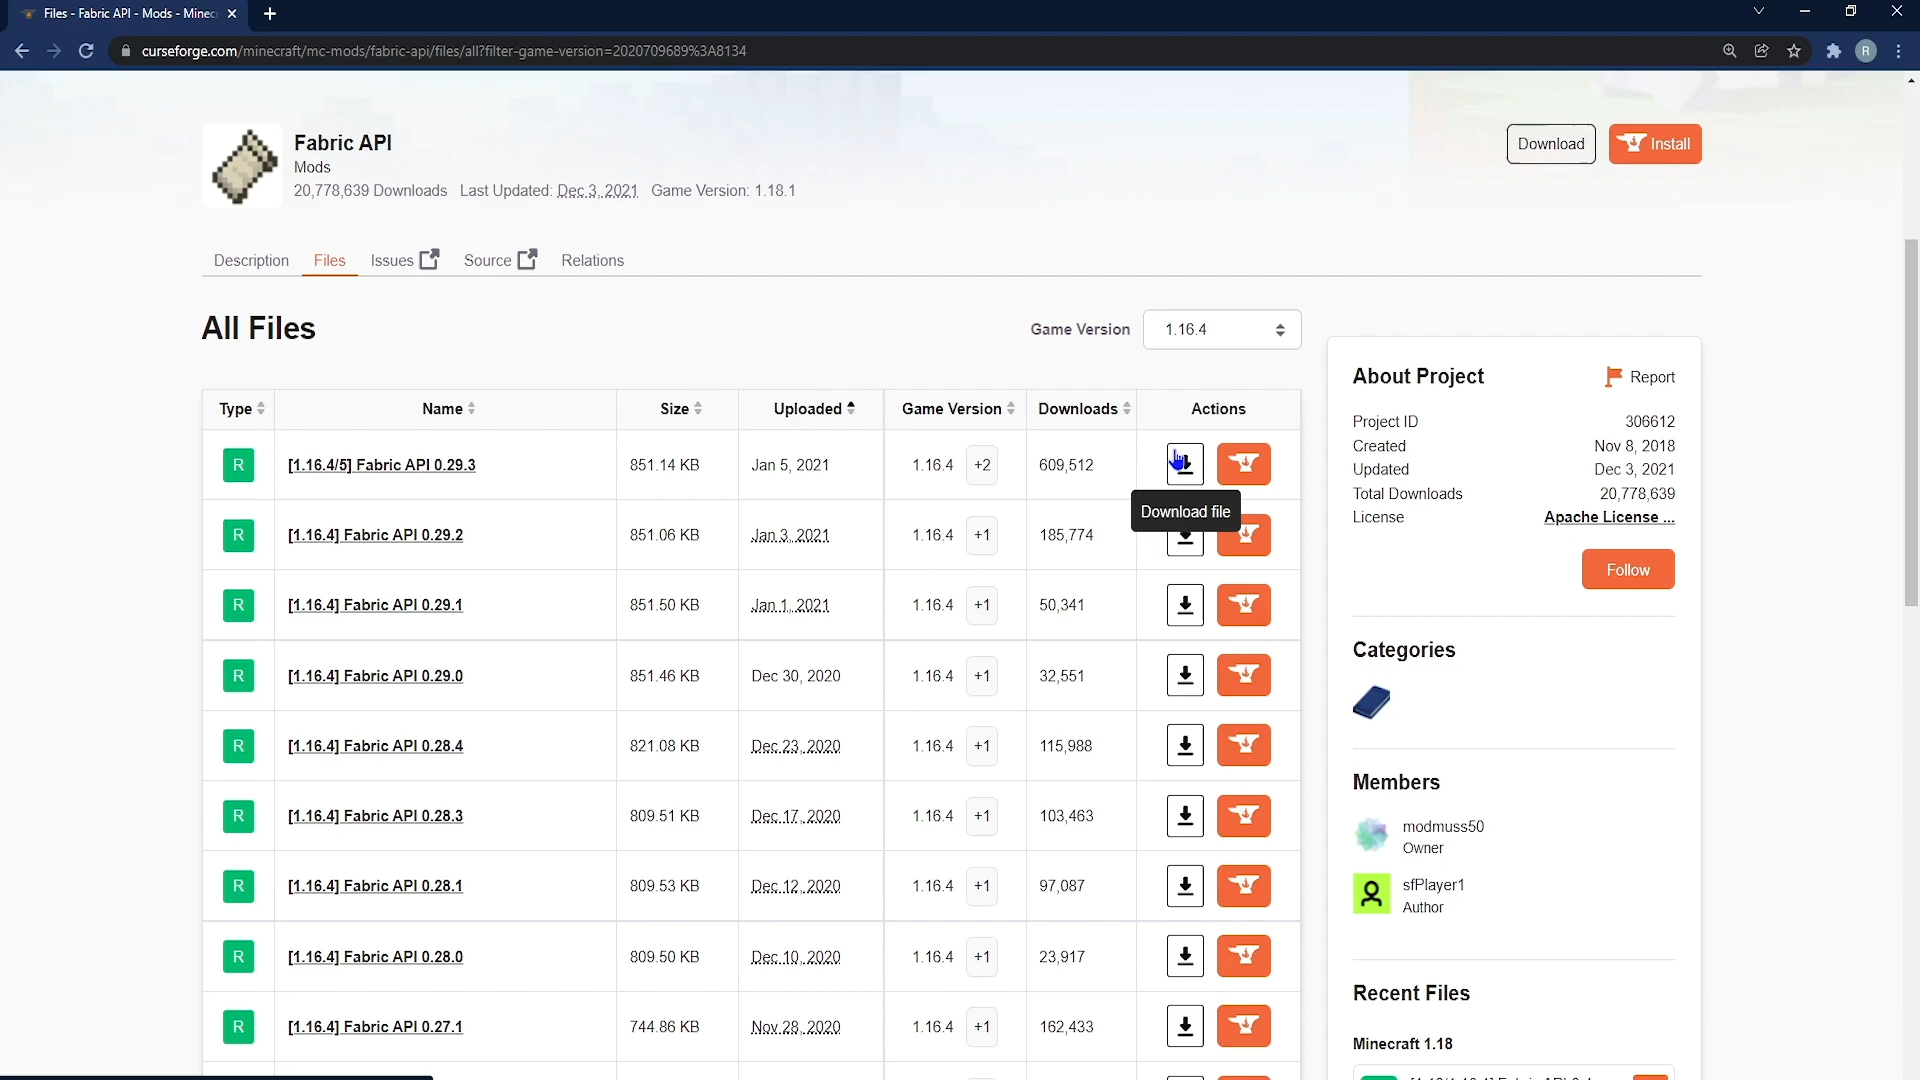 Files - Fabric API - Mods - Minec
curseforge.com/minecraft/mc-mods/fabric-api/files/all?filter-game-version=2020709689%3A8134
R
Fabric API
Mods
20,778,639 Downloads Last Updated: Dec 3, 2021 Game Version: 1.18.1
Download
Install
Description Files Issues Source Relations
All Files
Game Version 1.16.4
Type Name Size Uploaded Game Version Downloads Actions
R [1.16.4/5] Fabric API 0.29.3 851.14 KB Jan 5, 2021 1.16.4 +2 609,512
Download file
R [1.16.4] Fabric API 0.29.2 851.06 KB Jan 3, 2021 1.16.4 +1 185,774
R [1.16.4] Fabric API 0.29.1 851.50 KB Jan 1, 2021 1.16.4 +1 50,341
R [1.16.4] Fabric API 0.29.0 851.46 KB Dec 30, 2020 1.16.4 +1 32,551
R [1.16.4] Fabric API 0.28.4 821.08 KB Dec 23, 2020 1.16.4 +1 115,988
R [1.16.4] Fabric API 0.28.3 809.51 KB Dec 17, 2020 1.16.4 +1 103,463
R [1.16.4] Fabric API 0.28.1 809.53 KB Dec 12, 2020 1.16.4 +1 97,087
R [1.16.4] Fabric API 0.28.0 809.50 KB Dec 10, 2020 1.16.4 +1 23,917
R [1.16.4] Fabric API 0.27.1 744.86 KB Nov 28, 2020 1.16.4 +1 162,433
About Project
Report
Project ID 306612
Created Nov 8, 2018
Updated Dec 3, 2021
Total Downloads 20,778,639
License Apache License ...
Follow
Categories
Members
modmuss50
Owner
sfPlayer1
Author
Recent Files
Minecraft 1.18